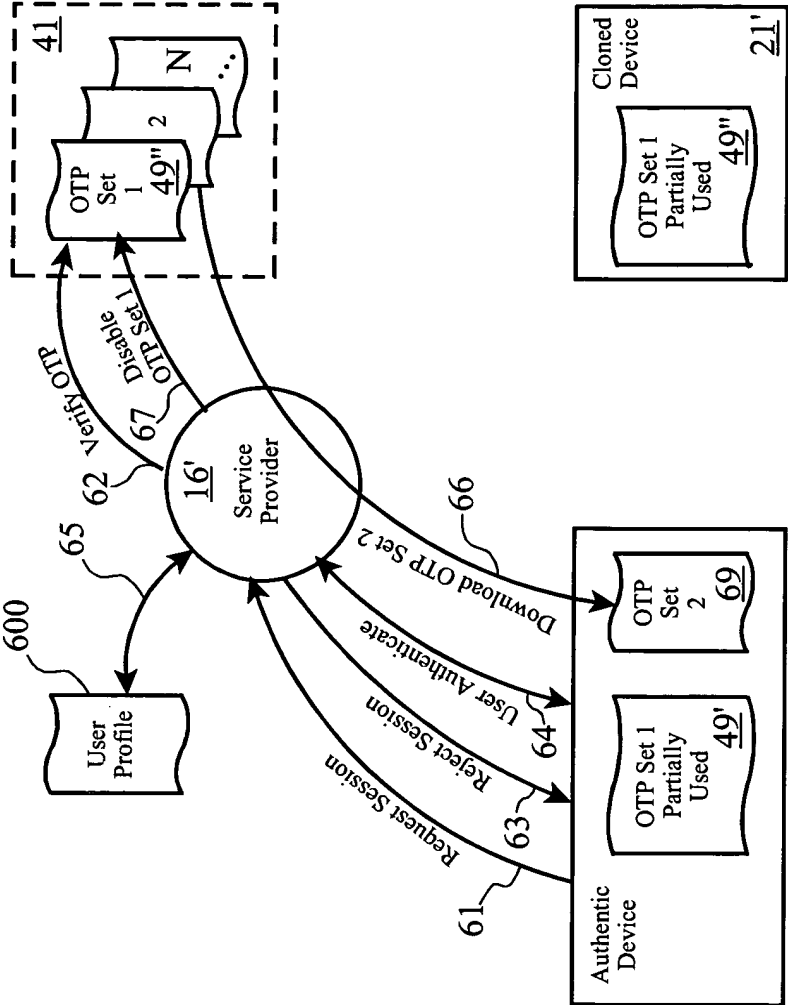 600
User
Profile
65
62
Verify OTP
67
Disable
OTP Set 1
16'
Service
Provider
41
OTP
Set
1
49"
2
N
...
61
Request Session
63
Reject Session
64
User Authenticate
66
Download OTP Set 2
Authentic
Device
OTP Set 1
Partially
Used
49'
OTP
Set
2
69
Cloned
Device
OTP Set 1
Partially
Used
49"
21'